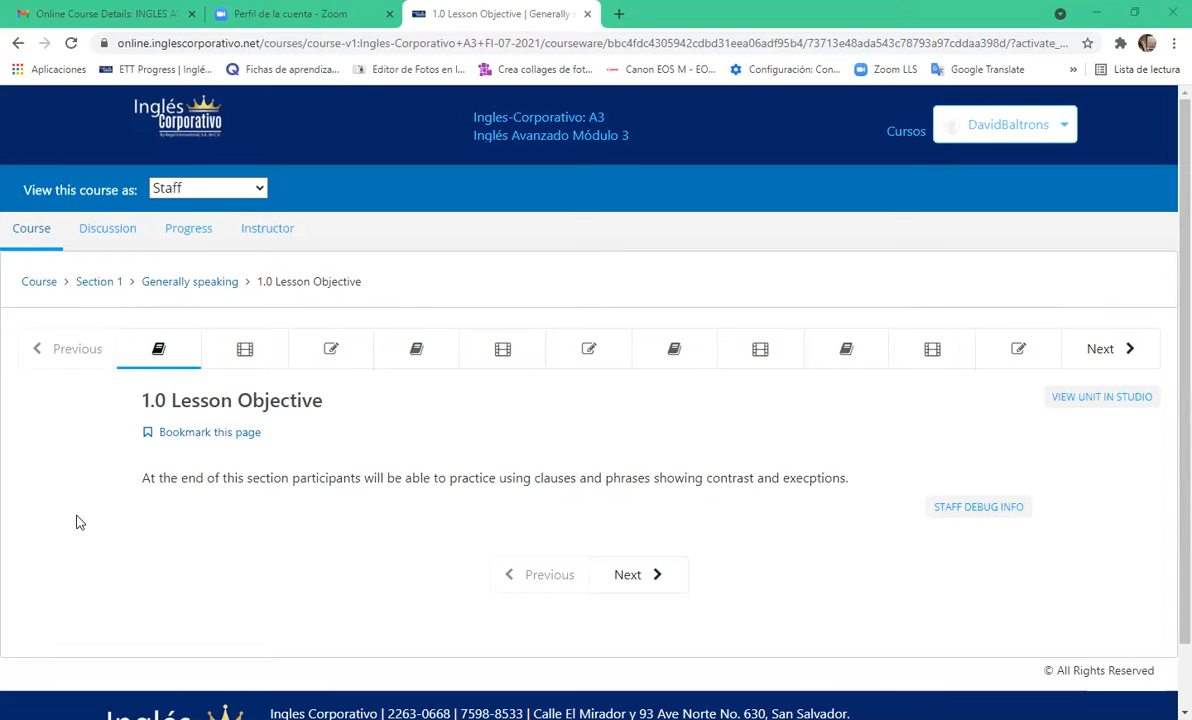 Online Course Details: INGLES A
Perfil de la cuenta - Zoom
1.0 Lesson Objective | Generally s
online.inglescorporativo.net/courses/course-v1:Ingles-Corporativo+A3+FI-07-2021/courseware/bbc4fdc4305942cdbd31eea06adf95b4/73713e48ada543c78793a97cddaa398d/?activate_...
Aplicaciones
ETT Progress | Inglé...
Fichas de aprendiza...
Editor de Fotos en l...
Crea collages de fot...
Canon EOS M - EO...
Configuración: Con...
Zoom LLS
Google Translate
»
Lista de lectura
Inglés
Corporativo
Ingles-Corporativo: A3
Inglés Avanzado Módulo 3
Cursos
DavidBaltrons
View this course as:
Staff
Course
Discussion
Progress
Instructor
Course > Section 1 > Generally speaking > 1.0 Lesson Objective
Previous
Next
1.0 Lesson Objective
VIEW UNIT IN STUDIO
Bookmark this page
At the end of this section participants will be able to practice using clauses and phrases showing contrast and execptions.
STAFF DEBUG INFO
Previous
Next
© All Rights Reserved
Inglés
Ingles Corporativo | 2263-0668 | 7598-8533 | Calle El Mirador y 93 Ave Norte No. 630, San Salvador.